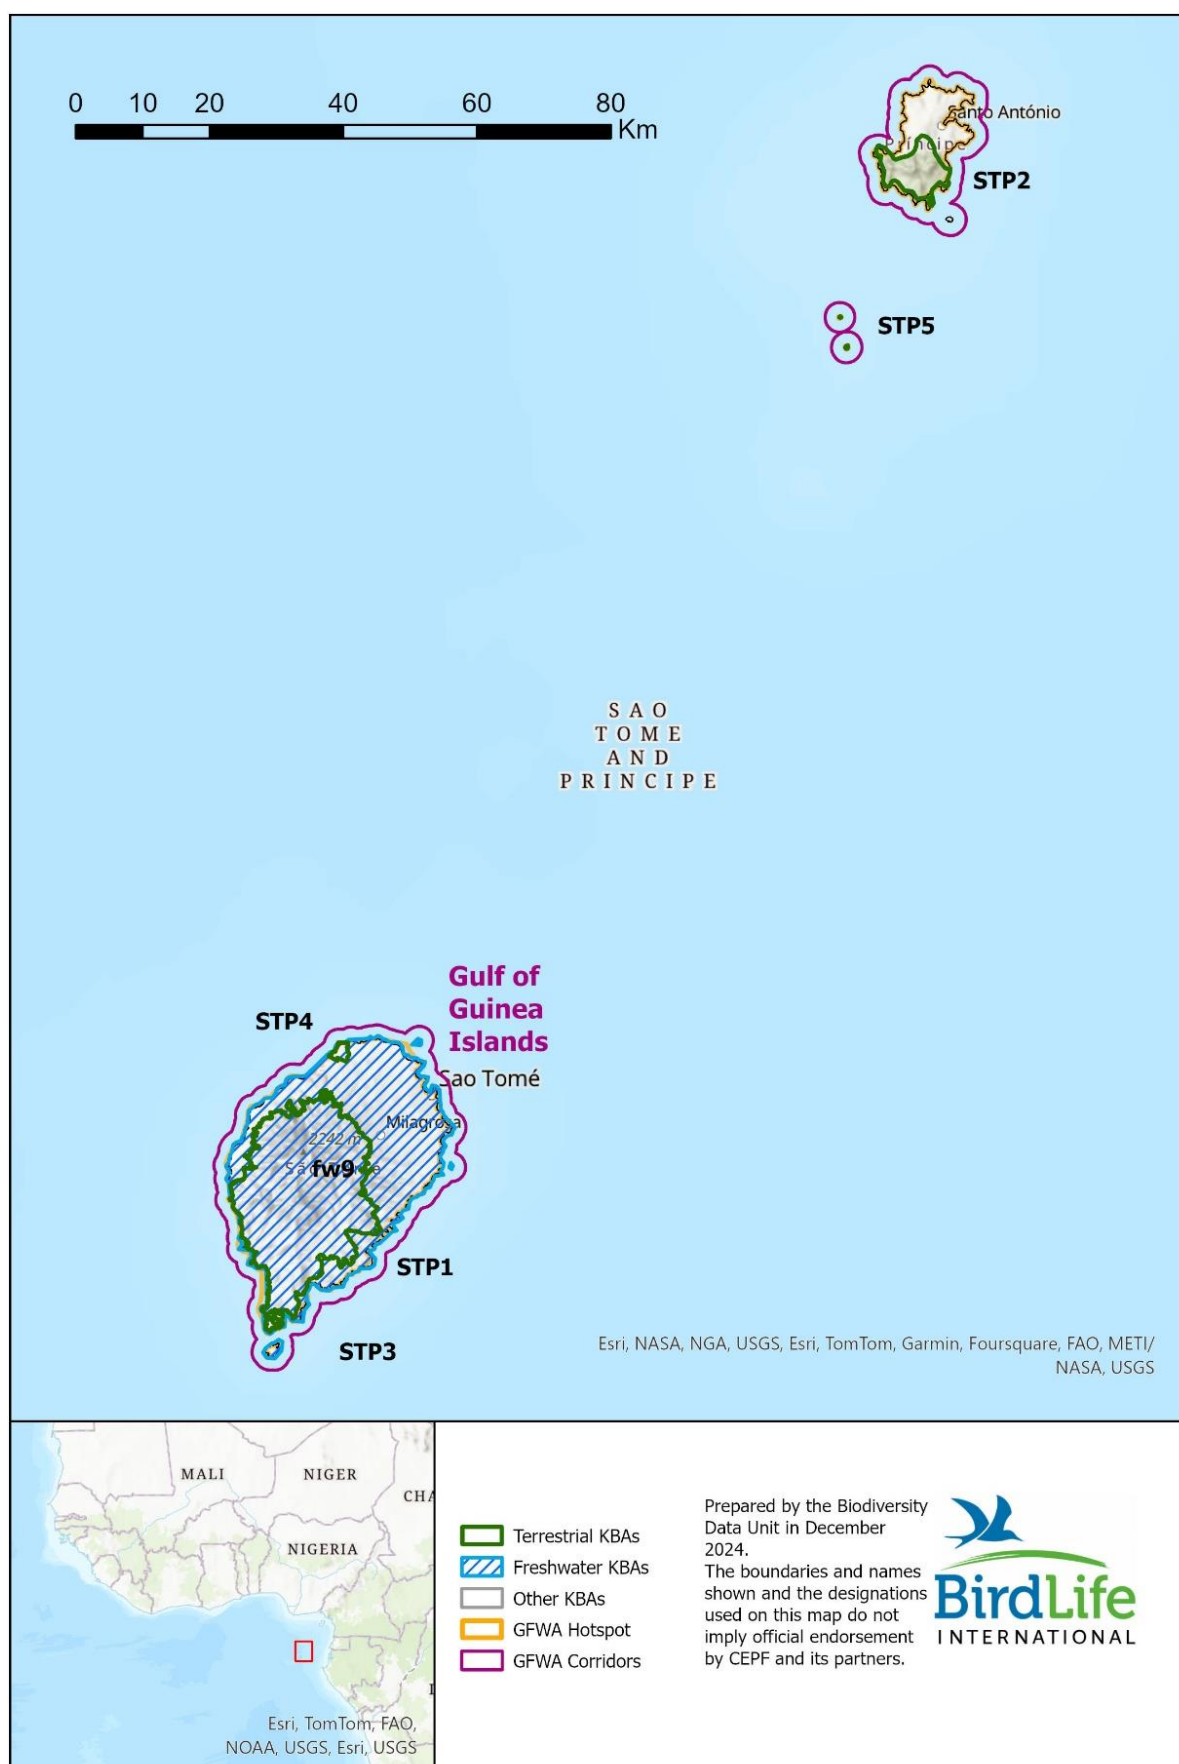 0 10 20 40 60 80
Km
Santo António
Príncipe
STP2
STP5
SAO
TOME
AND
PRINCIPE
Gulf of
Guinea
Islands
STP4
Sao Tomé
Milagrosa
2242 m
fw9
STP1
STP3
Esri, NASA, NGA, USGS, Esri, TomTom, Garmin, Foursquare, FAO, METI/
NASA, USGS
MALI
NIGER
CHA
NIGERIA
Esri, TomTom, FAO,
NOAA, USGS, Esri, USGS
Terrestrial KBAs
Freshwater KBAs
Other KBAs
GFWA Hotspot
GFWA Corridors
Prepared by the Biodiversity
Data Unit in December
2024.
The boundaries and names
shown and the designations
used on this map do not
imply official endorsement
by CEPF and its partners.
BirdLife
INTERNATIONAL